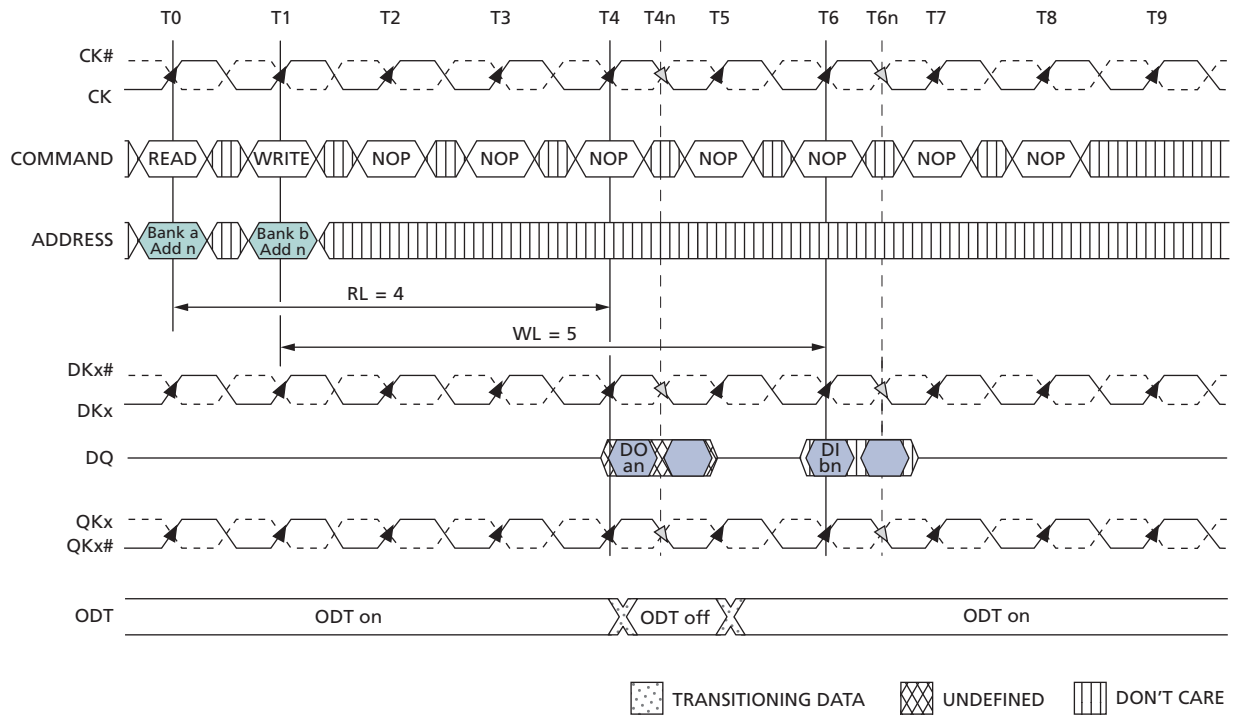 T0 T1 T2 T3 T4 T4n T5 T6 T6n T7 T8 T9
CK#
CK
COMMAND READ WRITE NOP NOP NOP NOP NOP NOP NOP
ADDRESS Bank a Add n Bank b Add n
RL = 4
WL = 5
DKx#
DKx
DQ DO an DI bn
QKx
QKx#
ODT ODT on ODT off ODT on
TRANSITIONING DATA UNDEFINED DON'T CARE